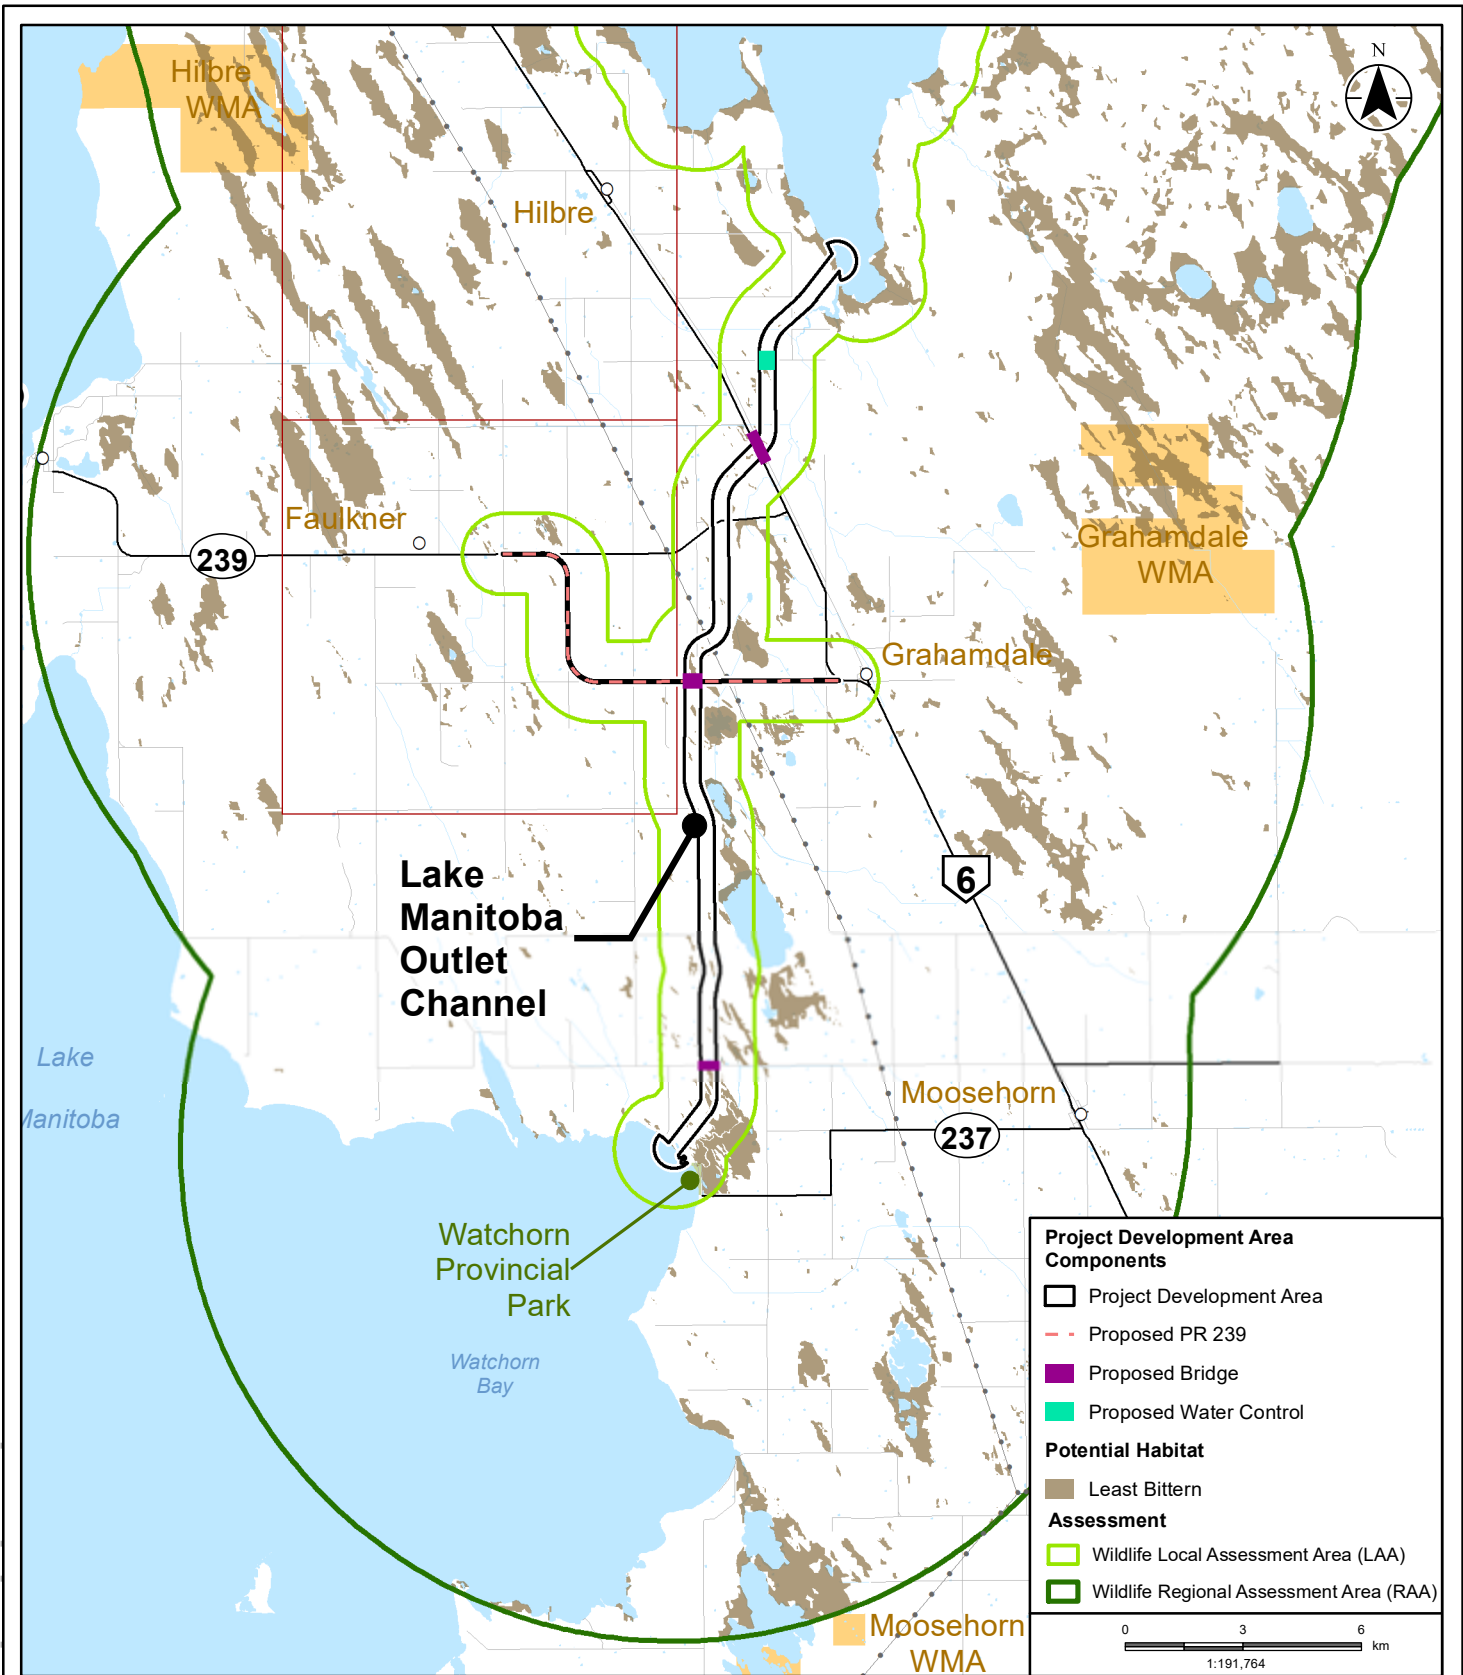 Hilbre
WMA
N
Hilbre
Faulkner
239
Grahamdale
WMA
Grahamdale
Lake
Manitoba
Outlet
Channel
6
Lake
Manitoba
Moosehorn
237
Watchorn
Provincial
Park
Watchorn
Bay
Moosehorn
WMA
Project Development Area
Components
Project Development Area
Proposed PR 239
Proposed Bridge
Proposed Water Control
Potential Habitat
Least Bittern
Assessment
Wildlife Local Assessment Area (LAA)
Wildlife Regional Assessment Area (RAA)
0 3 6
km
1:191,764